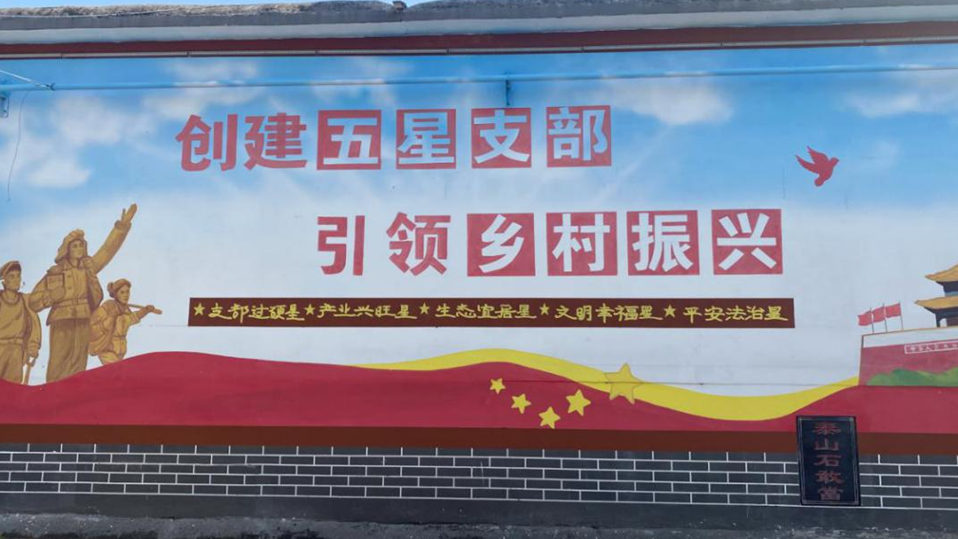 创建五星支部
引领乡村振兴
★支部过硬星★产业兴旺星★生态宜居星★文明幸福星★平安法治星
泰山石敢當